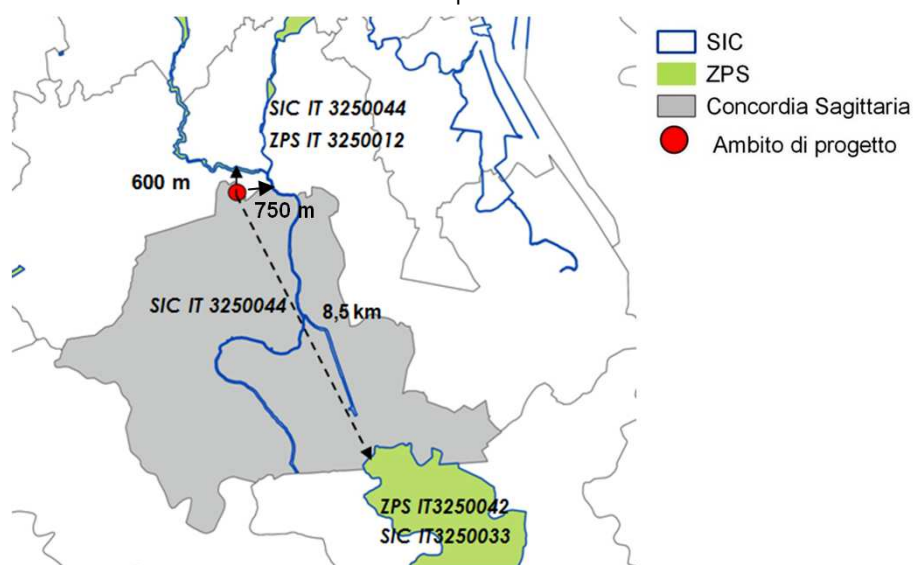 SIC IT 3250044
ZPS IT 3250012
600 m
750 m
SIC IT 3250044
8,5 km
ZPS IT3250042
SIC IT3250033
SIC
ZPS
Concordia Sagittaria
Ambito di progetto